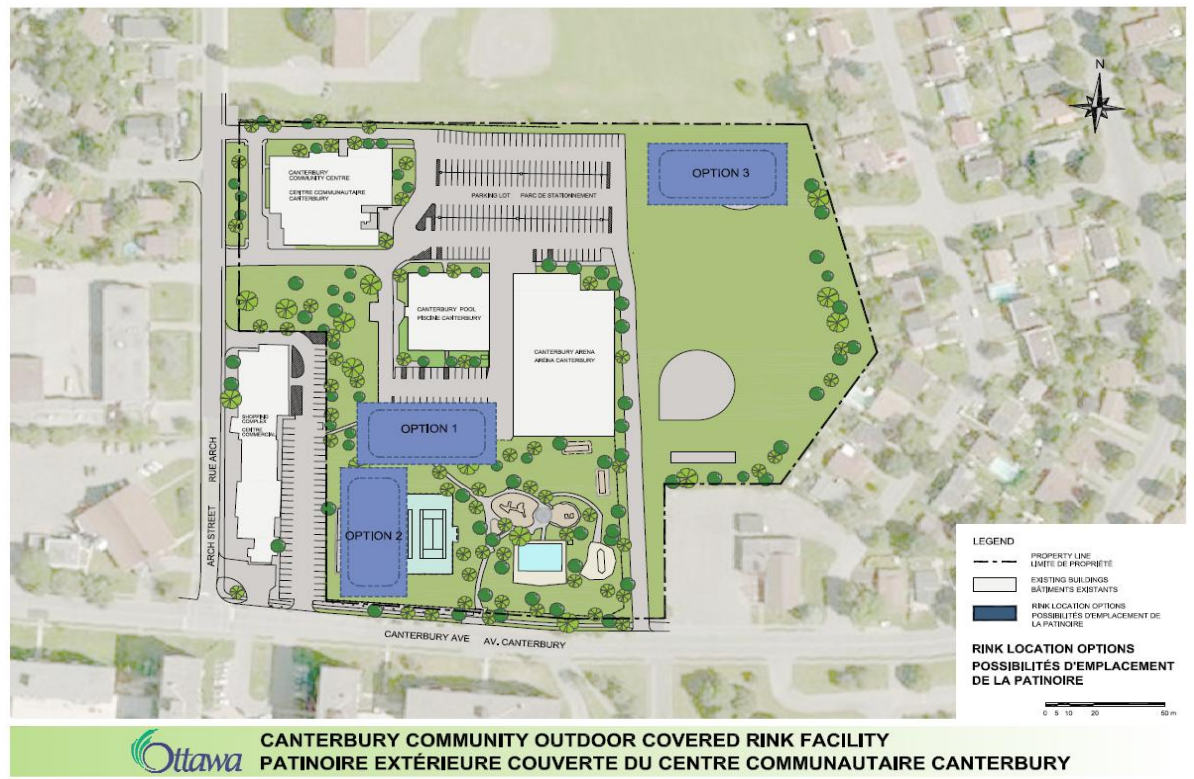 N
CANTERBURY
COMMUNITY CENTRE
CENTRE COMMUNAUTAIRE
CANTERBURY
PARKING LOT PARC DE STATIONNEMENT
OPTION 3
CANTERBURY POOL
PISCINE CANTERBURY
CANTERBURY ARENA
ARÉNA CANTERBURY
SHOPPING
COMPLEX
CENTRE
COMMERCIAL
OPTION 1
OPTION 2
ARCH STREET RUE ARCH
CANTERBURY AVE AV. CANTERBURY
LEGEND
PROPERTY LINE
LIMITE DE PROPRIÉTÉ
EXISTING BUILDINGS
BÂTIMENTS EXISTANTS
RINK LOCATION OPTIONS
POSSIBILITÉS D'EMPLACEMENT DE
LA PATINOIRE
RINK LOCATION OPTIONS
POSSIBILITÉS D'EMPLACEMENT
DE LA PATINOIRE
0 5 10 20 50 m
Ottawa
CANTERBURY COMMUNITY OUTDOOR COVERED RINK FACILITY
PATINOIRE EXTÉRIEURE COUVERTE DU CENTRE COMMUNAUTAIRE CANTERBURY